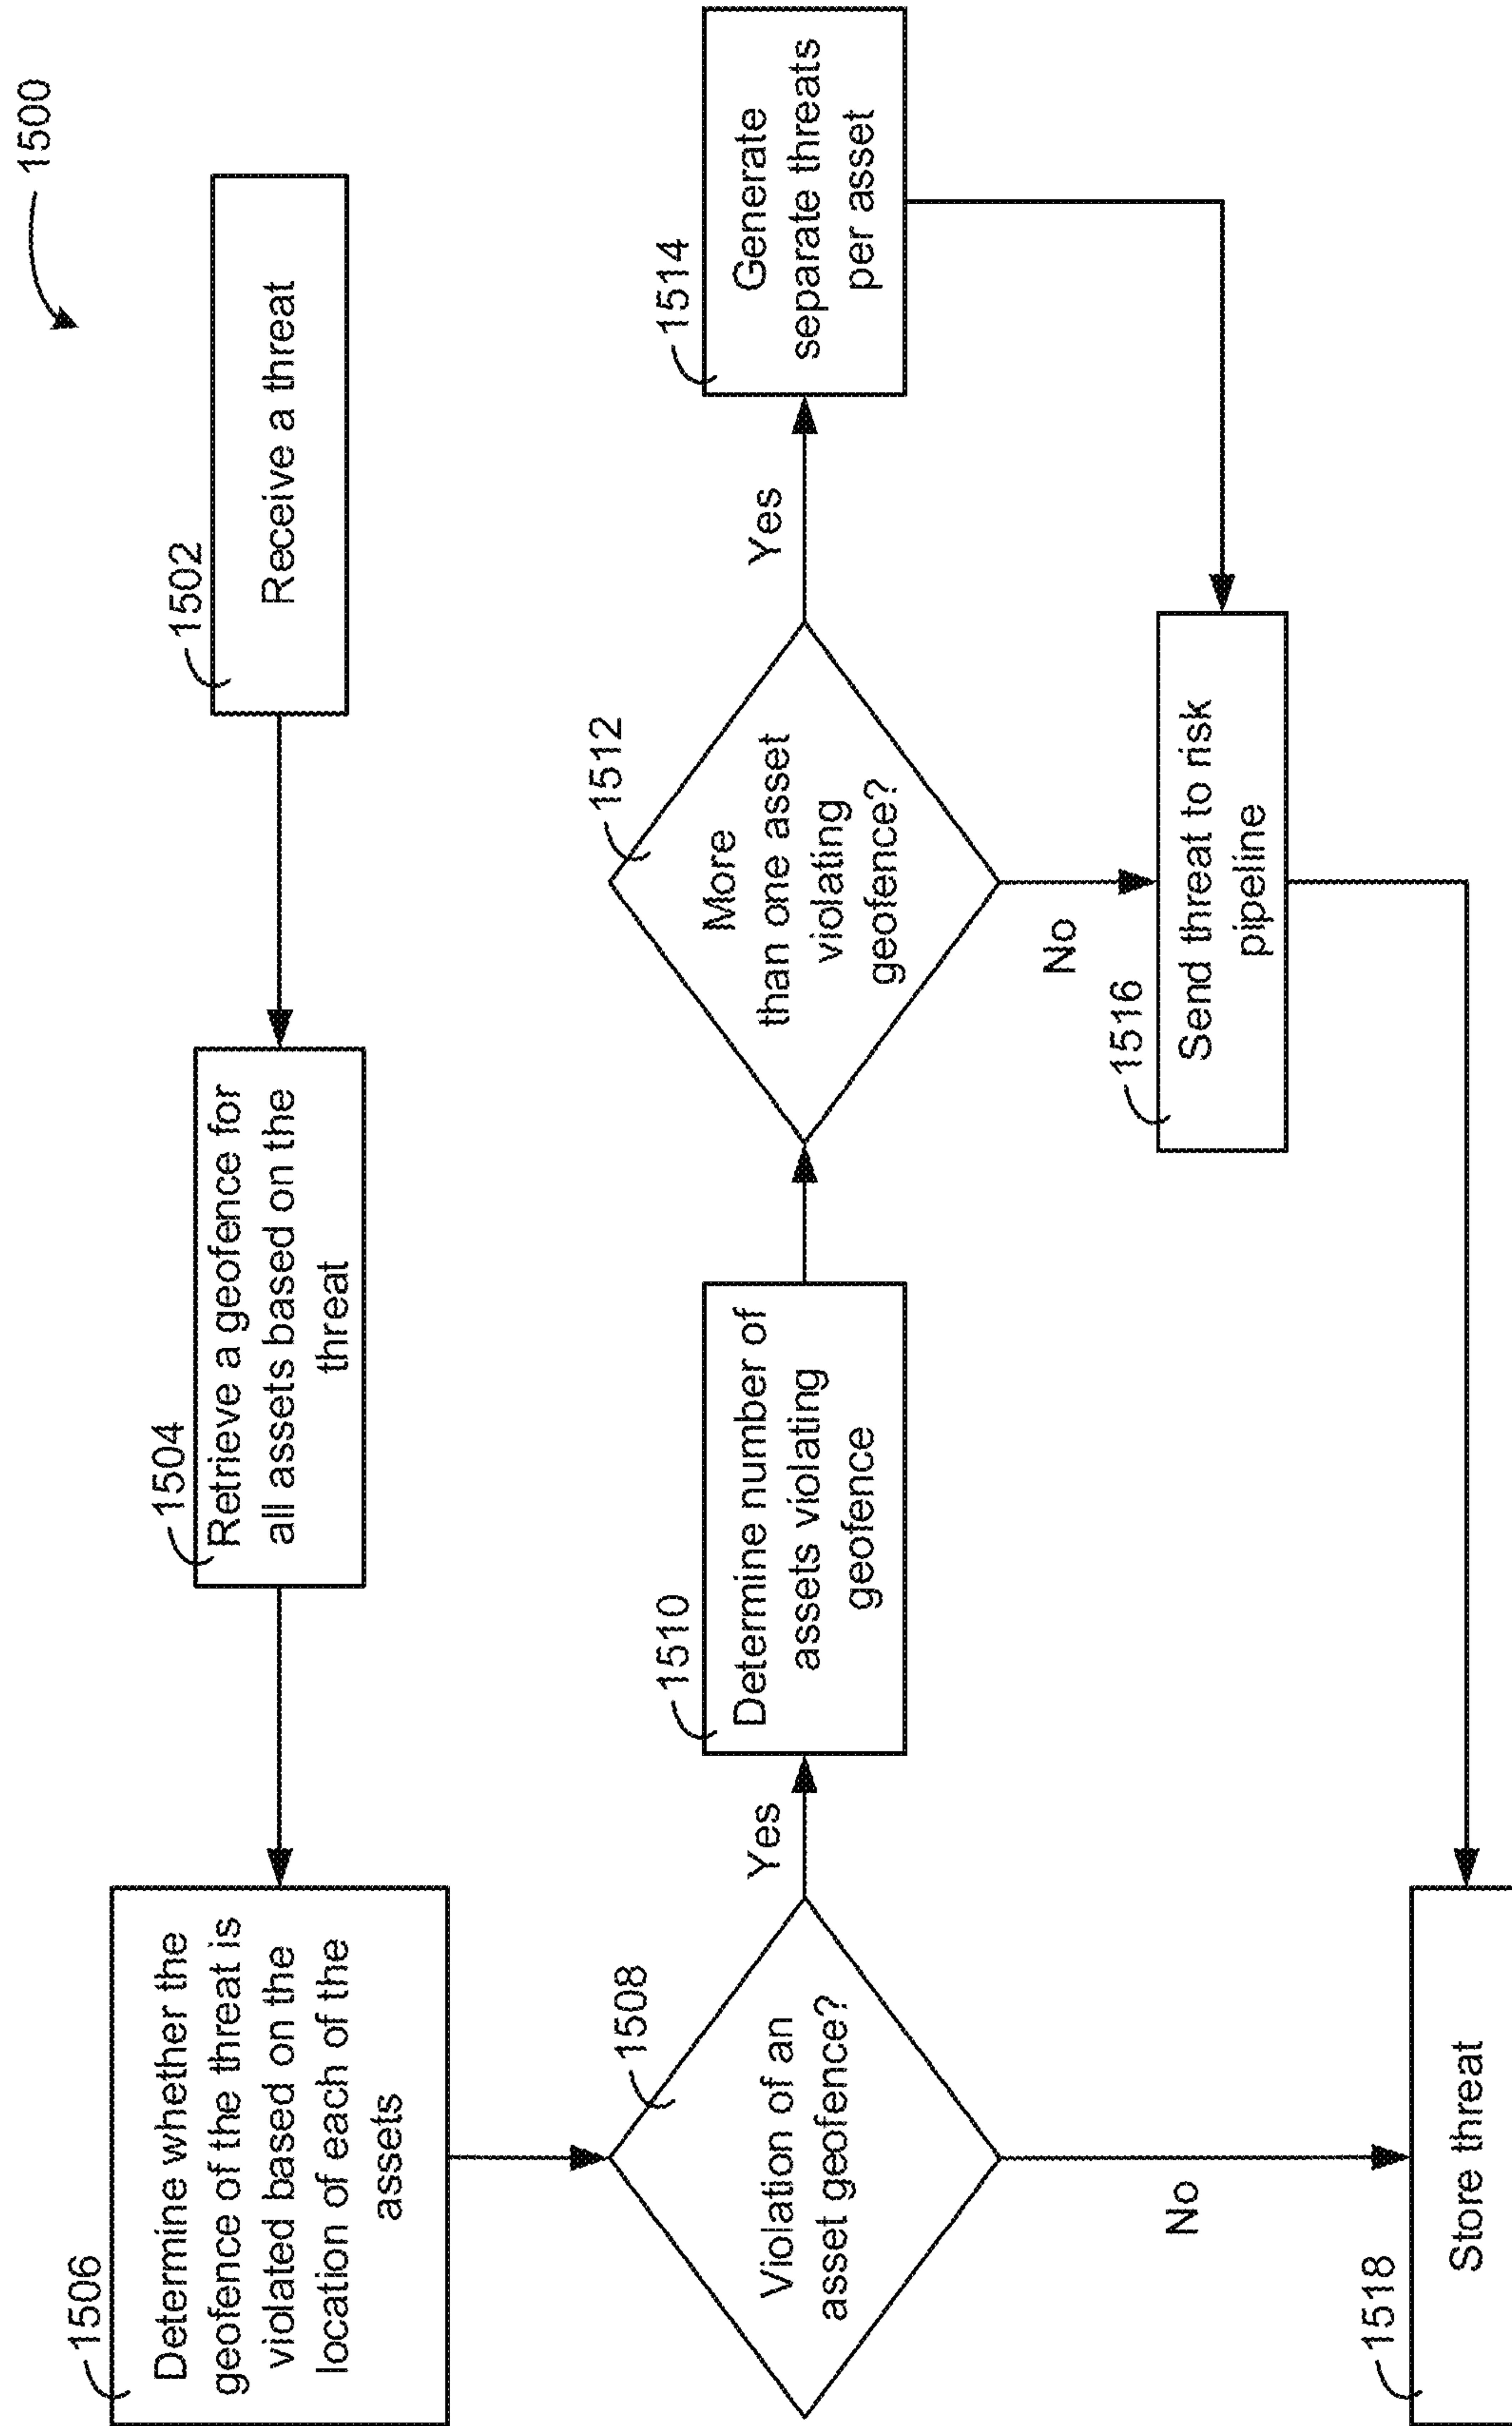 1500
1502
Receive a threat
1504
Retrieve a geofence for
all assets based on the
threat
1506
Determine whether the
geofence of the threat is
violated based on the
location of each of the
assets
1508
Violation of an
asset geofence?
Yes
No
1510
Determine number of
assets violating
geofence
1512
More
than one asset
violating
geofence?
Yes
No
1514
Generate
separate threats
per asset
1516
Send threat to risk
pipeline
1518
Store threat